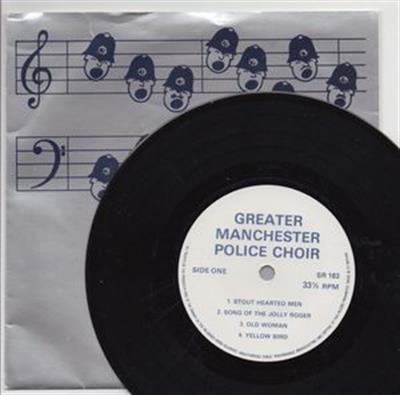 GREATER
MANCHESTER
POLICE CHOIR
SIDE ONE
SR 183
33⅓ RPM
1. STOUT HEARTED MEN
2. SONG OF THE JOLLY ROGER
3. OLD WOMAN
4. YELLOW BIRD